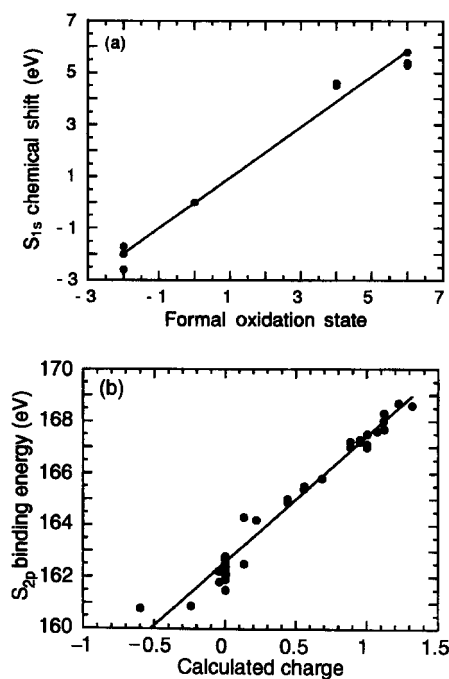 (a)
7
5
3
1
-1
-3
-3 -1 1 3 5 7
S1s chemical shift (eV)
Formal oxidation state
(b)
170
168
166
164
162
160
-1 -0.5 0 0.5 1 1.5
S2p binding energy (eV)
Calculated charge